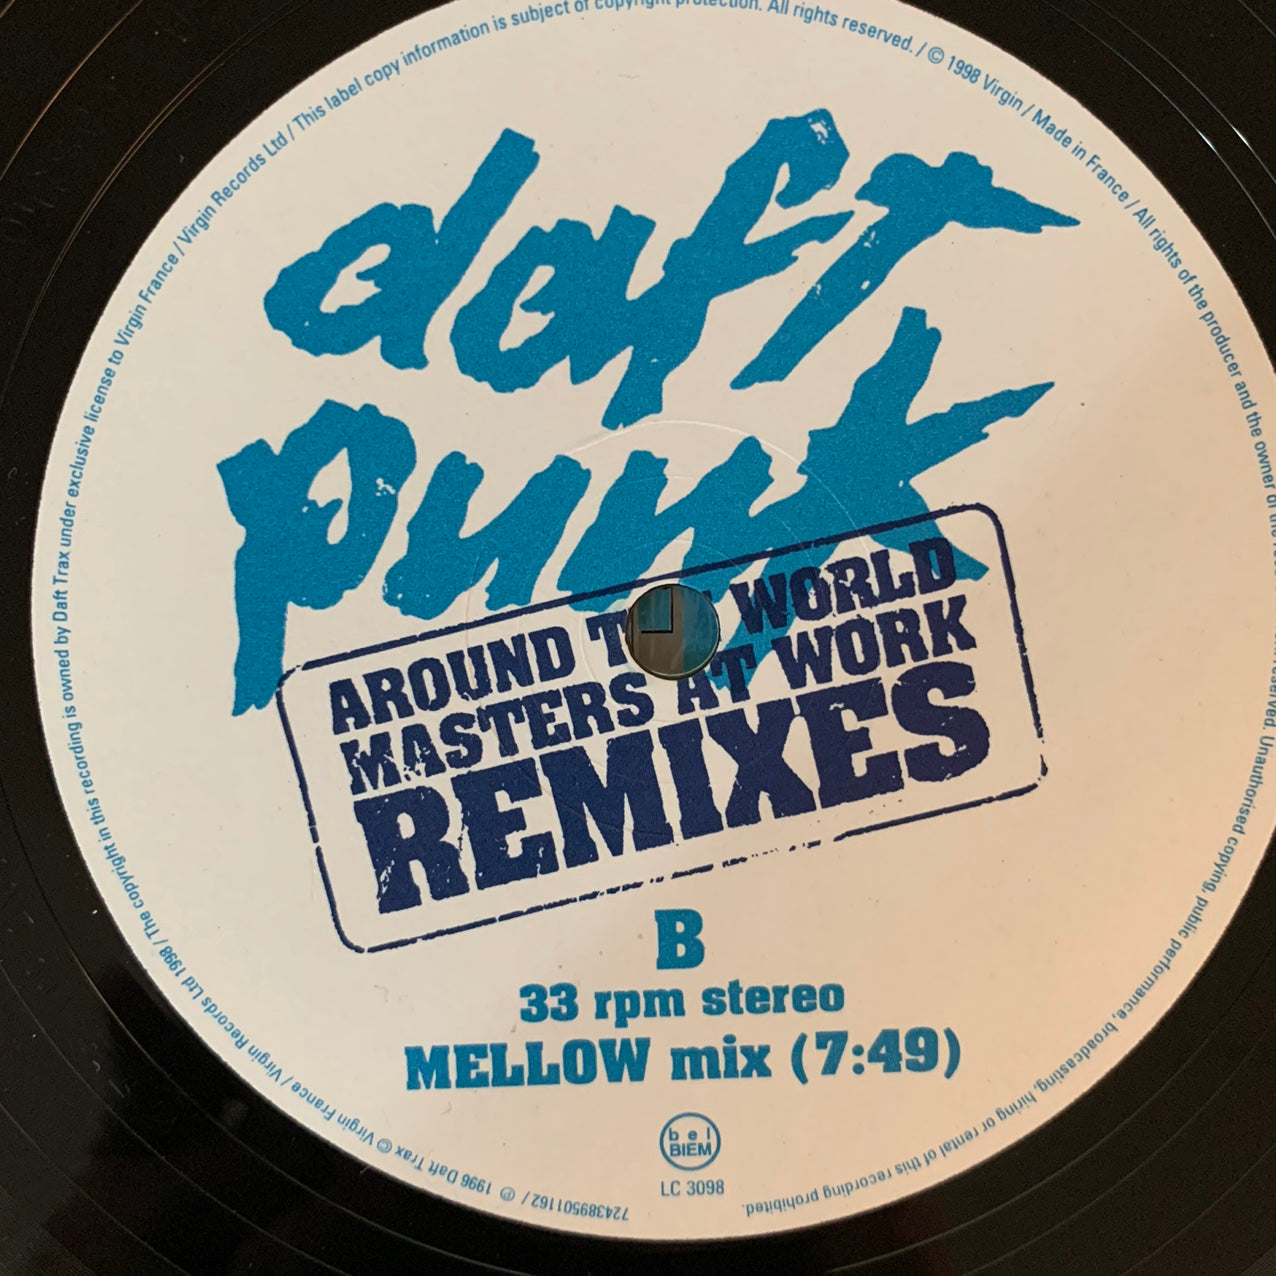 daft
punk
AROUND T WORLD
MASTERS AT WORK
REMIXES
B
33 rpm stereo
MELLOW mix (7:49)
bel
BIEM
LC 3098
7243899501162 / ℗ 1996 Daft Trax © Virgin France / Virgin Records Ltd 1998 / The copyright in this recording is owned by Daft Trax under exclusive license to Virgin France / Virgin Records Ltd / This label copy information is subject of copyright protection. All rights reserved. / © 1998 Virgin / Made in France / All rights of the producer and the owner of the
reserved. Unauthorised copying, public performance, broadcasting, hiring or rental of this recording prohibited.